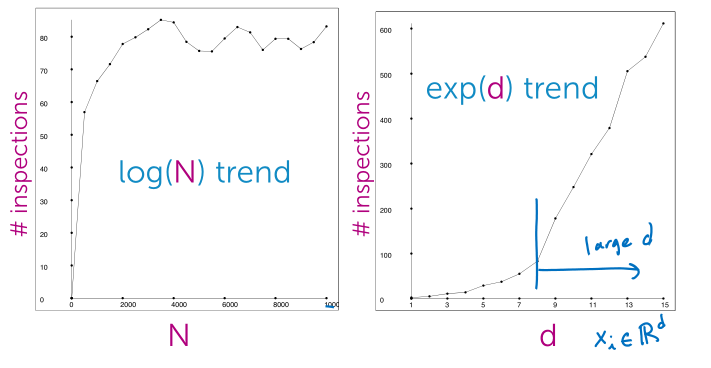 # inspections
80
70
60
50
40
30
20
10
0
log(N) trend
0 2000 4000 6000 8000 1000
N
# inspections
600
500
400
300
200
100
0
exp(d) trend
large d
1 3 5 7 9 11 13 15
d
xᵢ ∈ ℝᵈ